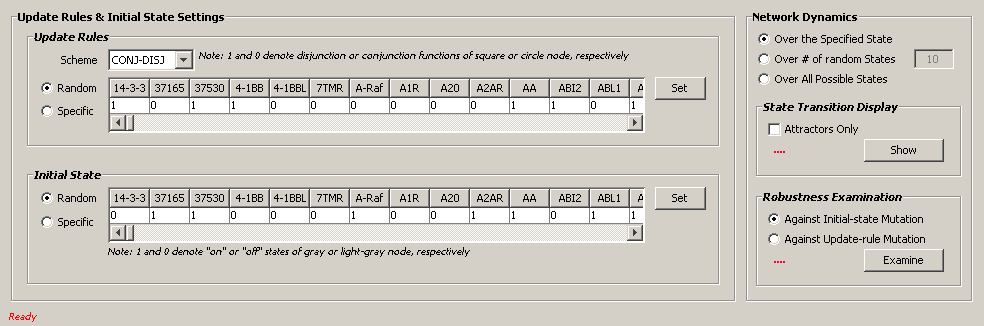 Update Rules & Initial State Settings
Update Rules
Scheme CONJ-DISJ Note: 1 and 0 denote disjunction or conjunction functions of square or circle node, respectively
Random
Specific
14-3-3 37165 37530 4-1BB 4-1BBL 7TMR A-Raf A1R A20 A2AR AA ABI2 ABL1 A
1 0 1 0 1 0 1 0 0 0 1 1 0 1
Set
Initial State
Random
Specific
14-3-3 37165 37530 4-1BB 4-1BBL 7TMR A-Raf A1R A20 A2AR AA ABI2 ABL1 A
0 1 1 0 0 0 1 0 0 1 1 0 1 1
Set
Note: 1 and 0 denote "on" or "off" states of gray or light-gray node, respectively
Ready
Network Dynamics
Over the Specified State
Over # of random States 10
Over All Possible States
State Transition Display
Attractors Only
.... Show
Robustness Examination
Against Initial-state Mutation
Against Update-rule Mutation
.... Examine